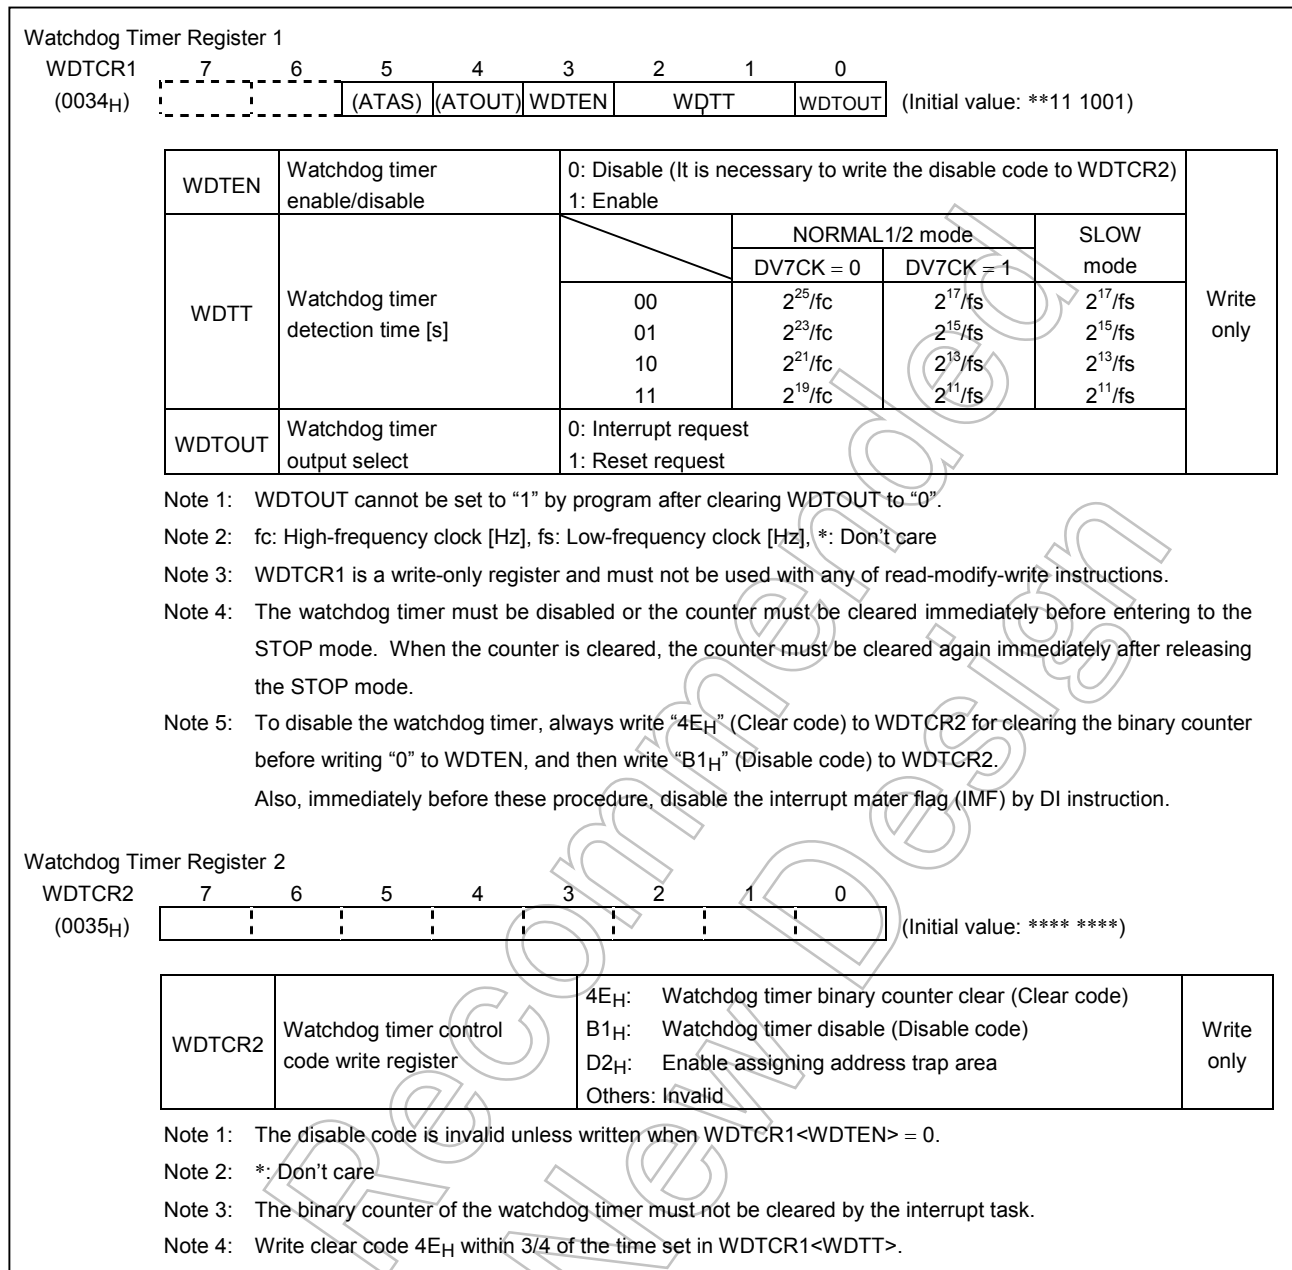 Watchdog Timer Register 1
WDTCR1 7 6 5 4 3 2 1 0
(0034H) (ATAS) (ATOUT) WDTEN WDTT WDTOUT (Initial value: **11 1001)
WDTEN Watchdog timer enable/disable 0: Disable (It is necessary to write the disable code to WDTCR2)
1: Enable
NORMAL1/2 mode SLOW mode
DV7CK = 0 DV7CK = 1
WDTT Watchdog timer detection time [s]
00 2^25/fc 2^17/fs 2^17/fs
01 2^23/fc 2^15/fs 2^15/fs
10 2^21/fc 2^13/fs 2^13/fs
11 2^19/fc 2^11/fs 2^11/fs
Write only
WDTOUT Watchdog timer output select 0: Interrupt request
1: Reset request
Note 1: WDTOUT cannot be set to “1” by program after clearing WDTOUT to “0”.
Note 2: fc: High-frequency clock [Hz], fs: Low-frequency clock [Hz], *: Don’t care
Note 3: WDTCR1 is a write-only register and must not be used with any of read-modify-write instructions.
Note 4: The watchdog timer must be disabled or the counter must be cleared immediately before entering to the
STOP mode. When the counter is cleared, the counter must be cleared again immediately after releasing
the STOP mode.
Note 5: To disable the watchdog timer, always write “4EH” (Clear code) to WDTCR2 for clearing the binary counter
before writing “0” to WDTEN, and then write “B1H” (Disable code) to WDTCR2.
Also, immediately before these procedure, disable the interrupt mater flag (IMF) by DI instruction.
Watchdog Timer Register 2
WDTCR2 7 6 5 4 3 2 1 0
(0035H) (Initial value: **** ****)
WDTCR2 Watchdog timer control code write register
4EH: Watchdog timer binary counter clear (Clear code)
B1H: Watchdog timer disable (Disable code)
D2H: Enable assigning address trap area
Others: Invalid
Write only
Note 1: The disable code is invalid unless written when WDTCR1<WDTEN> = 0.
Note 2: *: Don’t care
Note 3: The binary counter of the watchdog timer must not be cleared by the interrupt task.
Note 4: Write clear code 4EH within 3/4 of the time set in WDTCR1<WDTT>.
Recommended
New Design